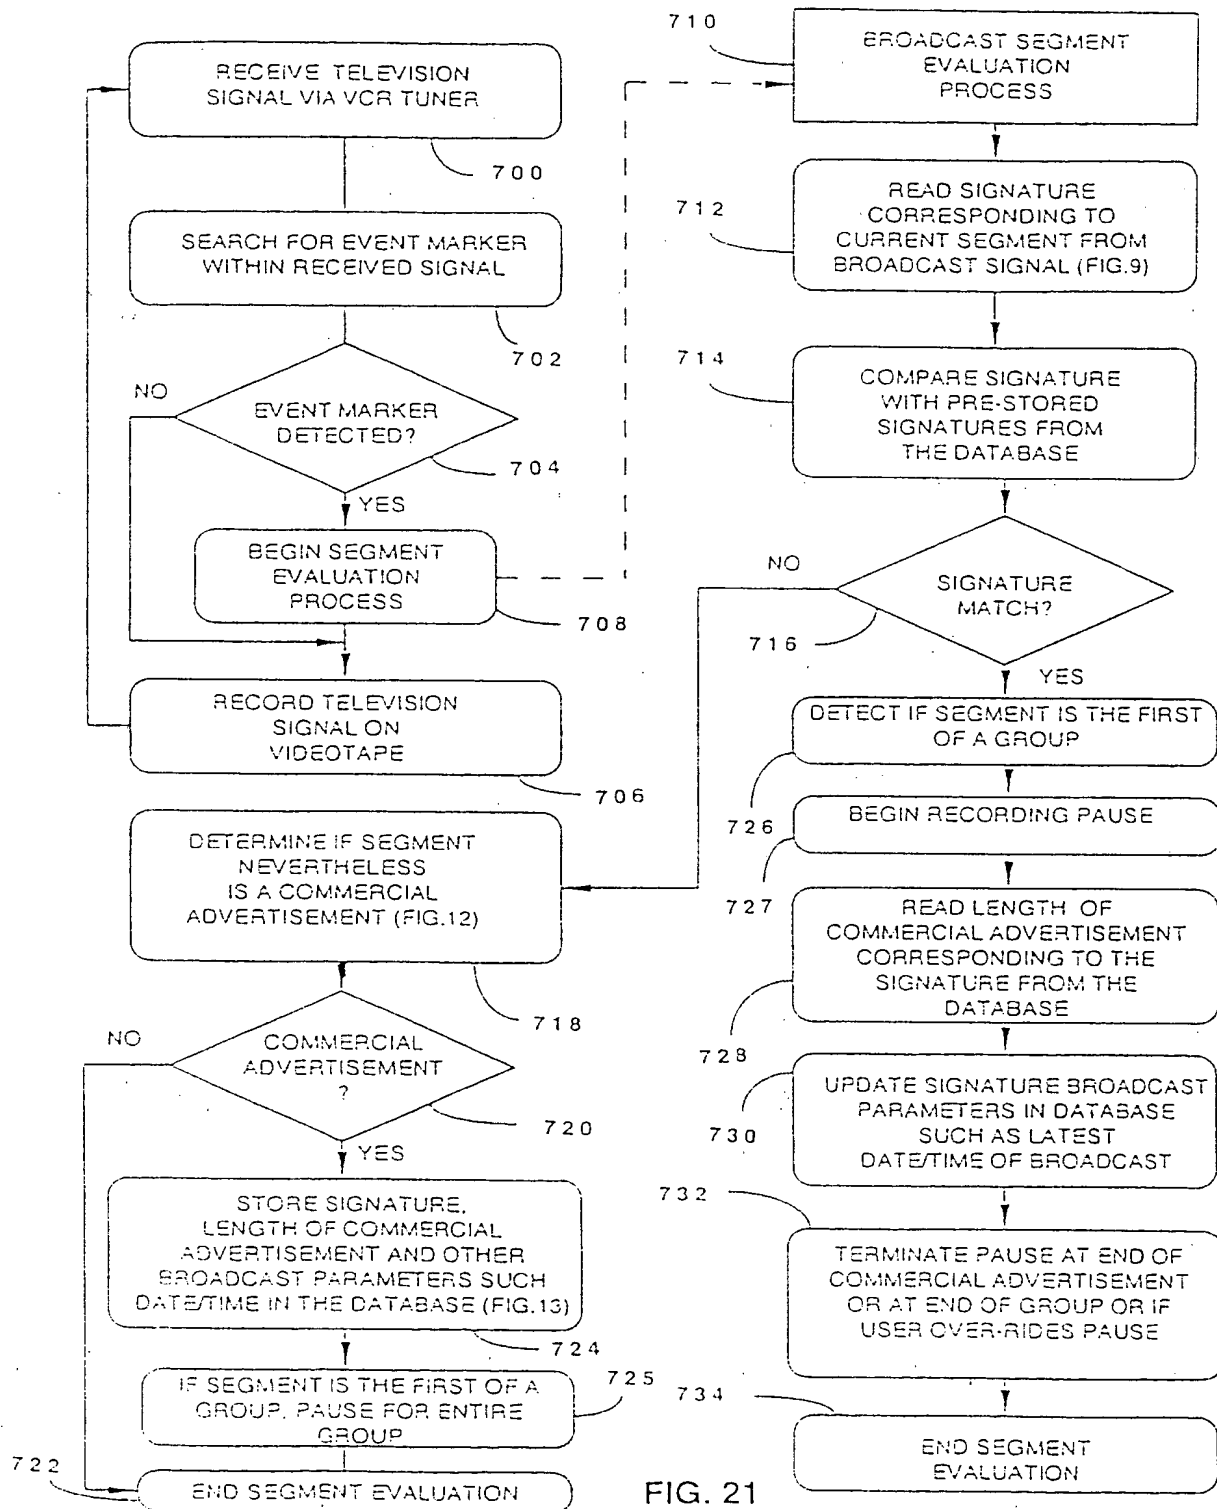 RECEIVE TELEVISION
SIGNAL VIA VCR TUNER
700
SEARCH FOR EVENT MARKER
WITHIN RECEIVED SIGNAL
702
NO
EVENT MARKER
DETECTED?
704
YES
BEGIN SEGMENT
EVALUATION
PROCESS
708
RECORD TELEVISION
SIGNAL ON
VIDEOTAPE
706
710
BROADCAST SEGMENT
EVALUATION
PROCESS
712
READ SIGNATURE
CORRESPONDING TO
CURRENT SEGMENT FROM
BROADCAST SIGNAL (FIG.9)
714
COMPARE SIGNATURE
WITH PRE-STORED
SIGNATURES FROM
THE DATABASE
NO
SIGNATURE
MATCH?
716
YES
DETERMINE IF SEGMENT
NEVERTHELESS
IS A COMMERCIAL
ADVERTISEMENT (FIG.12)
718
NO
COMMERCIAL
ADVERTISEMENT
?
720
YES
STORE SIGNATURE,
LENGTH OF COMMERCIAL
ADVERTISEMENT AND OTHER
BROADCAST PARAMETERS SUCH
DATE/TIME IN THE DATABASE (FIG.13)
724
IF SEGMENT IS THE FIRST OF A
GROUP, PAUSE FOR ENTIRE
GROUP
725
722
END SEGMENT EVALUATION
DETECT IF SEGMENT IS THE FIRST
OF A GROUP
726
BEGIN RECORDING PAUSE
727
READ LENGTH OF
COMMERCIAL ADVERTISEMENT
CORRESPONDING TO THE
SIGNATURE FROM THE
DATABASE
728
UPDATE SIGNATURE BROADCAST
PARAMETERS IN DATABASE
SUCH AS LATEST
DATE/TIME OF BROADCAST
730
732
TERMINATE PAUSE AT END OF
COMMERCIAL ADVERTISEMENT
OR AT END OF GROUP OR IF
USER OVER-RIDES PAUSE
734
END SEGMENT
EVALUATION
FIG. 21